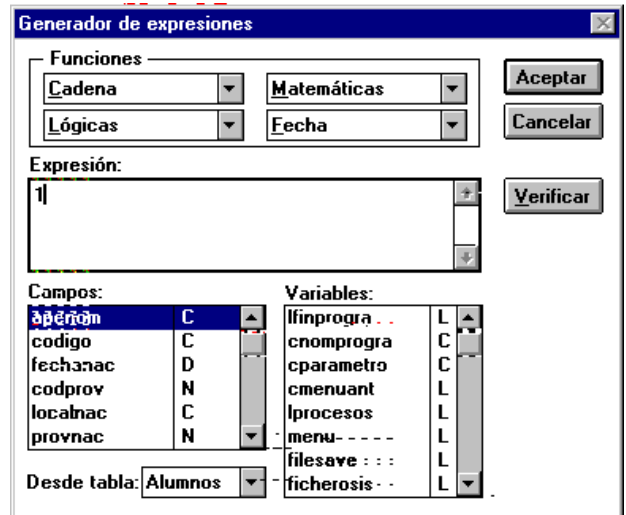 Generador de expresiones
Funciones
Cadena Matemáticas
Lógicas Fecha
Aceptar
Cancelar
Expresión:
1
Verificar
Campos: Variables:
apenom C lfinprogra L
codigo C cnomprogra C
fechanac D cparametro C
codprov N cmenuant L
localnac C lprocesos L
provnac N menu L
filesave L
Desde tabla: Alumnos ficherosis L